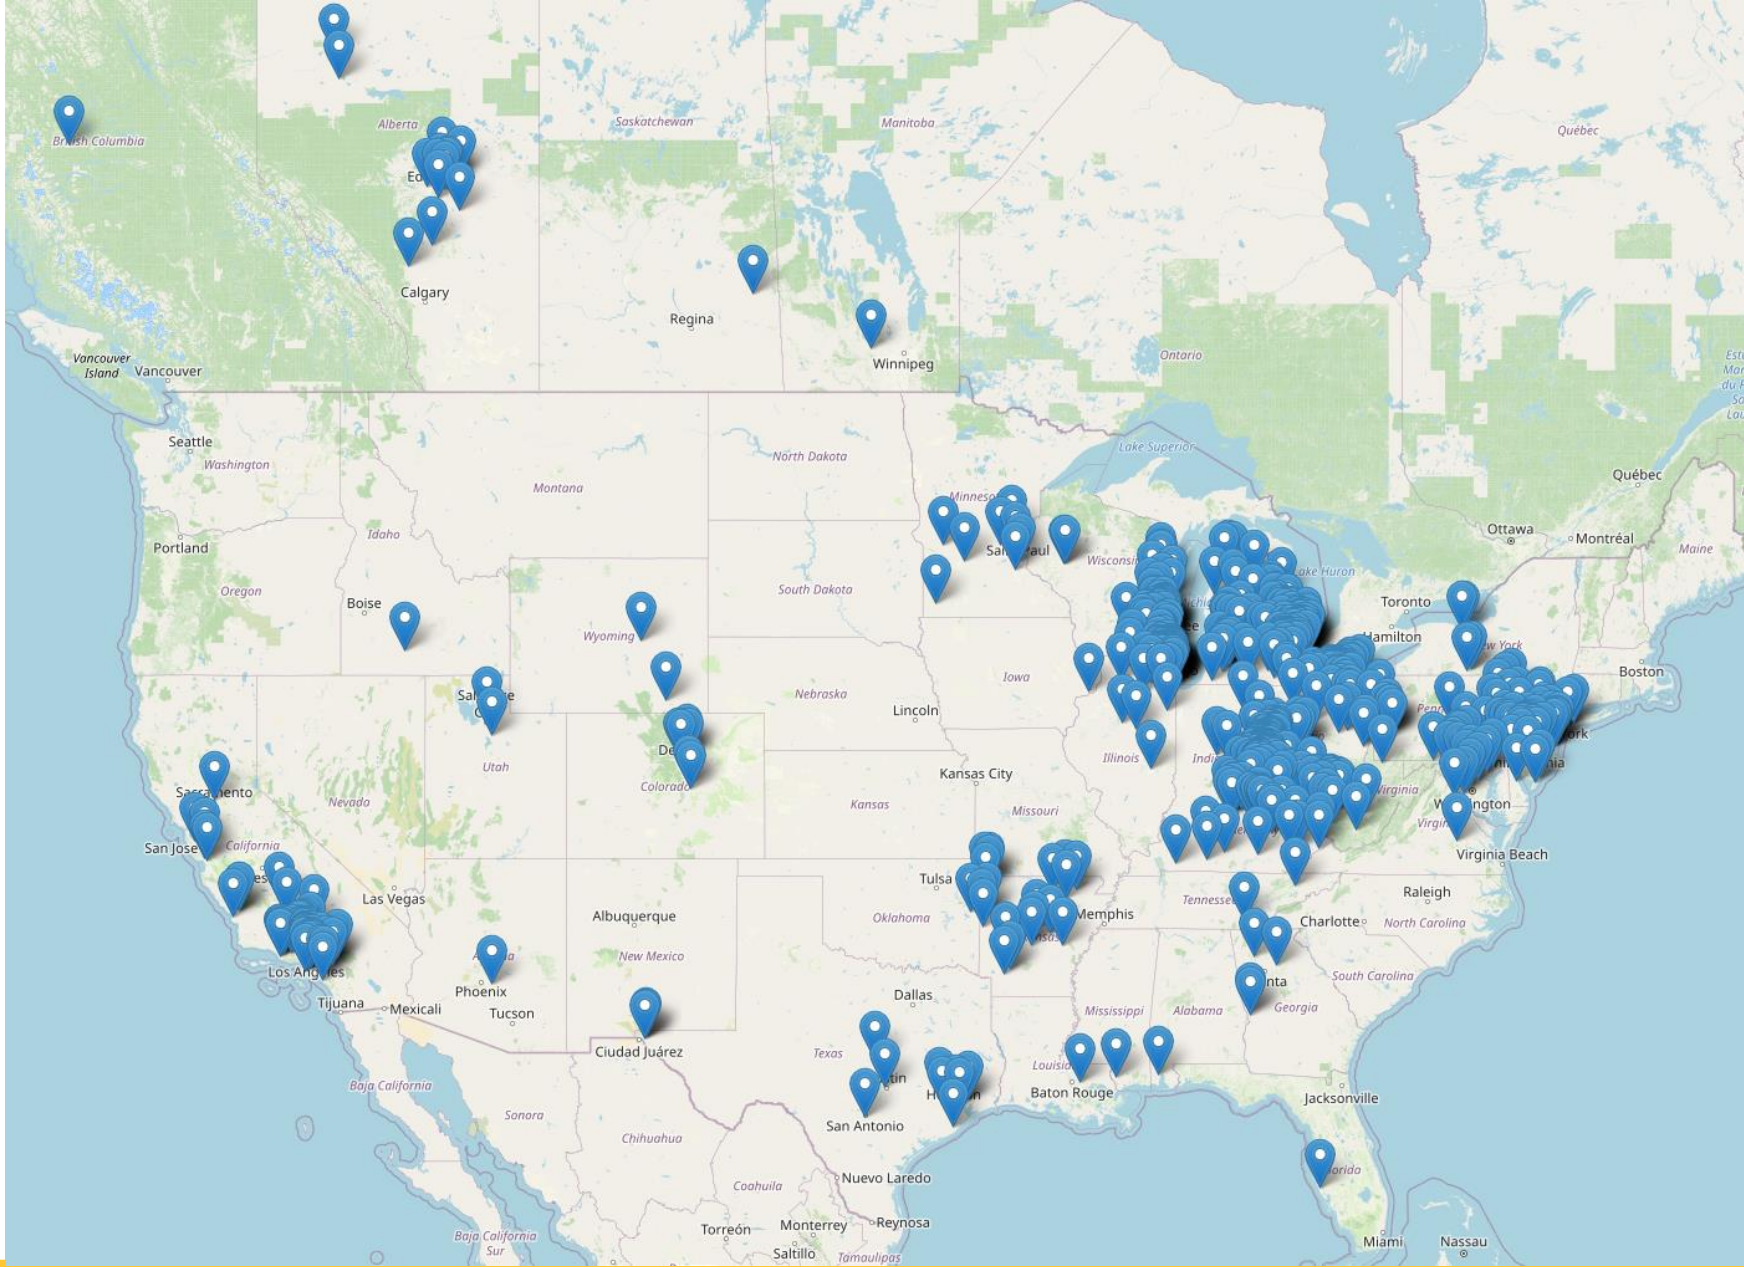 Alberta
Saskatchewan
Manitoba
Québec
British Columbia
Calgary
Regina
Winnipeg
Ontario
Vancouver
Island
Vancouver
Seattle
Washington
Montana
North Dakota
Lake Superior
Québec
Ottawa
Montréal
Maine
Portland
Idaho
Oregon
Boise
Wyoming
South Dakota
Toronto
Hamilton
Boston
Iowa
Nebraska
Lincoln
Utah
Colorado
Nevada
Illinois
Kansas City
Kansas
Missouri
San Jose
California
Virginia Beach
Las Vegas
Tulsa
Albuquerque
Oklahoma
Memphis
Raleigh
Charlotte
North Carolina
New Mexico
Los Angeles
Phoenix
Tucson
Tijuana
Mexicali
Dallas
South Carolina
Mississippi
Alabama
Georgia
Ciudad Juárez
Texas
Baja California
Baton Rouge
Jacksonville
Sonora
San Antonio
Chihuahua
Nuevo Laredo
Coahuila
Torreón
Monterrey
Reynosa
Baja California
Sur
Saltillo
Tamaulipas
Miami
Nassau